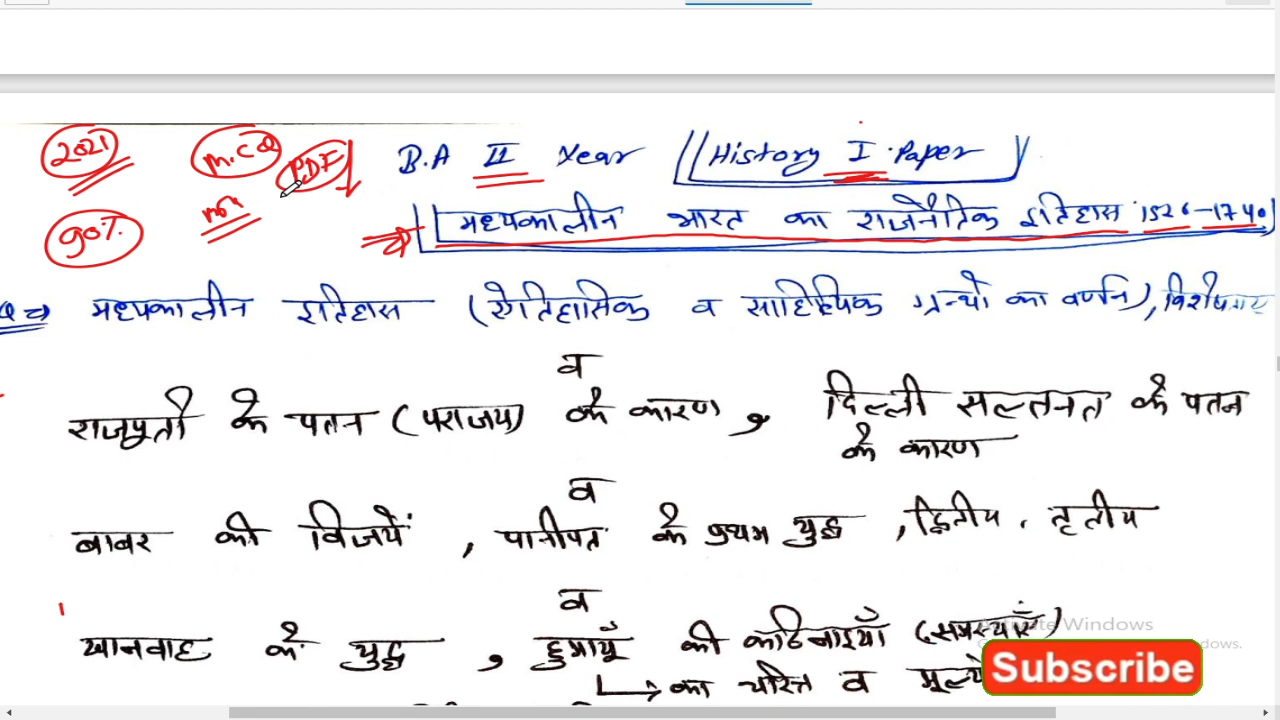 2021 M.C.Q PDF B.A II Year History I Paper
90%
मध्यकालीन भारत का राजनैतिक इतिहास 1526-1740
मध्यकालीन इतिहास (ऐतिहासिक व साहित्यिक ग्रन्थो का वर्णन),
व
राजपूतो के पतन (पराजय) के कारण , दिल्ली सल्तनत के पतन
के कारण
व
बाबर की विजयें , पानीपत के प्रथम युद्ध , द्वितीय , तृतीय
व
खानवाह के युद्ध , हुमायूँ की कठिनाइयाँ (समस्याएँ)
का चरित्र व
Windows
Subscribe